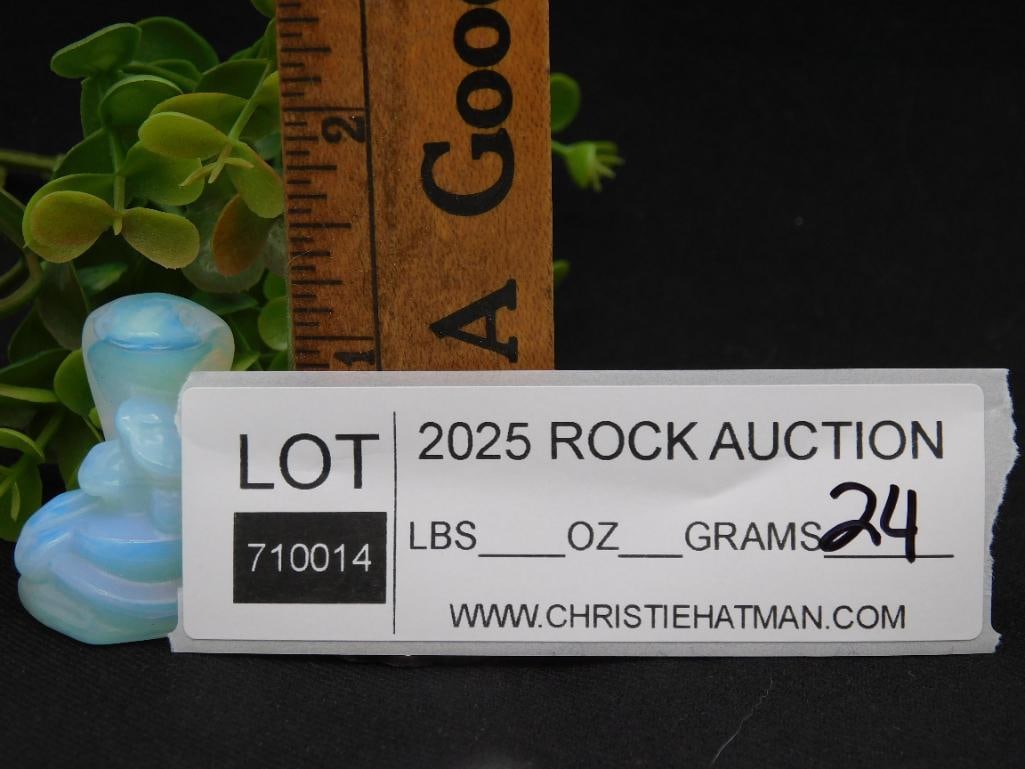 2
1
A Goo
LOT
710014
2025 ROCK AUCTION
LBS____OZ___GRAMS 24
WWW.CHRISTIEHATMAN.COM